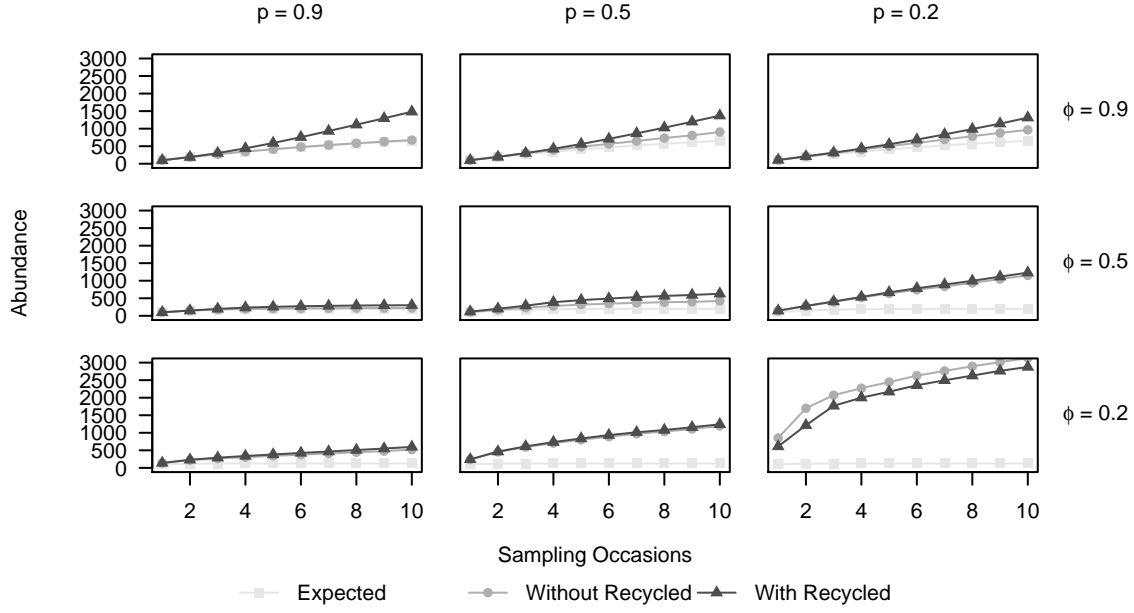 p = 0.9 p = 0.5 p = 0.2
3000
2500
2000
1500
1000
500
0
ϕ = 0.9
Abundance
3000
2500
2000
1500
1000
500
0
ϕ = 0.5
3000
2500
2000
1500
1000
500
0
ϕ = 0.2
2 4 6 8 10 2 4 6 8 10 2 4 6 8 10
Sampling Occasions
Expected Without Recycled With Recycled